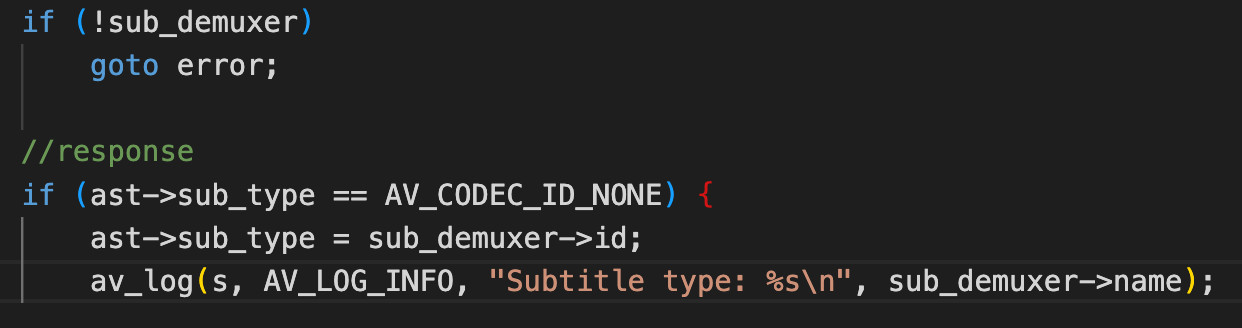 if (!sub_demuxer)
goto error;
//response
if (ast->sub_type == AV_CODEC_ID_NONE) {
ast->sub_type = sub_demuxer->id;
av_log(s, AV_LOG_INFO, "Subtitle type: %s\n", sub_demuxer->name);